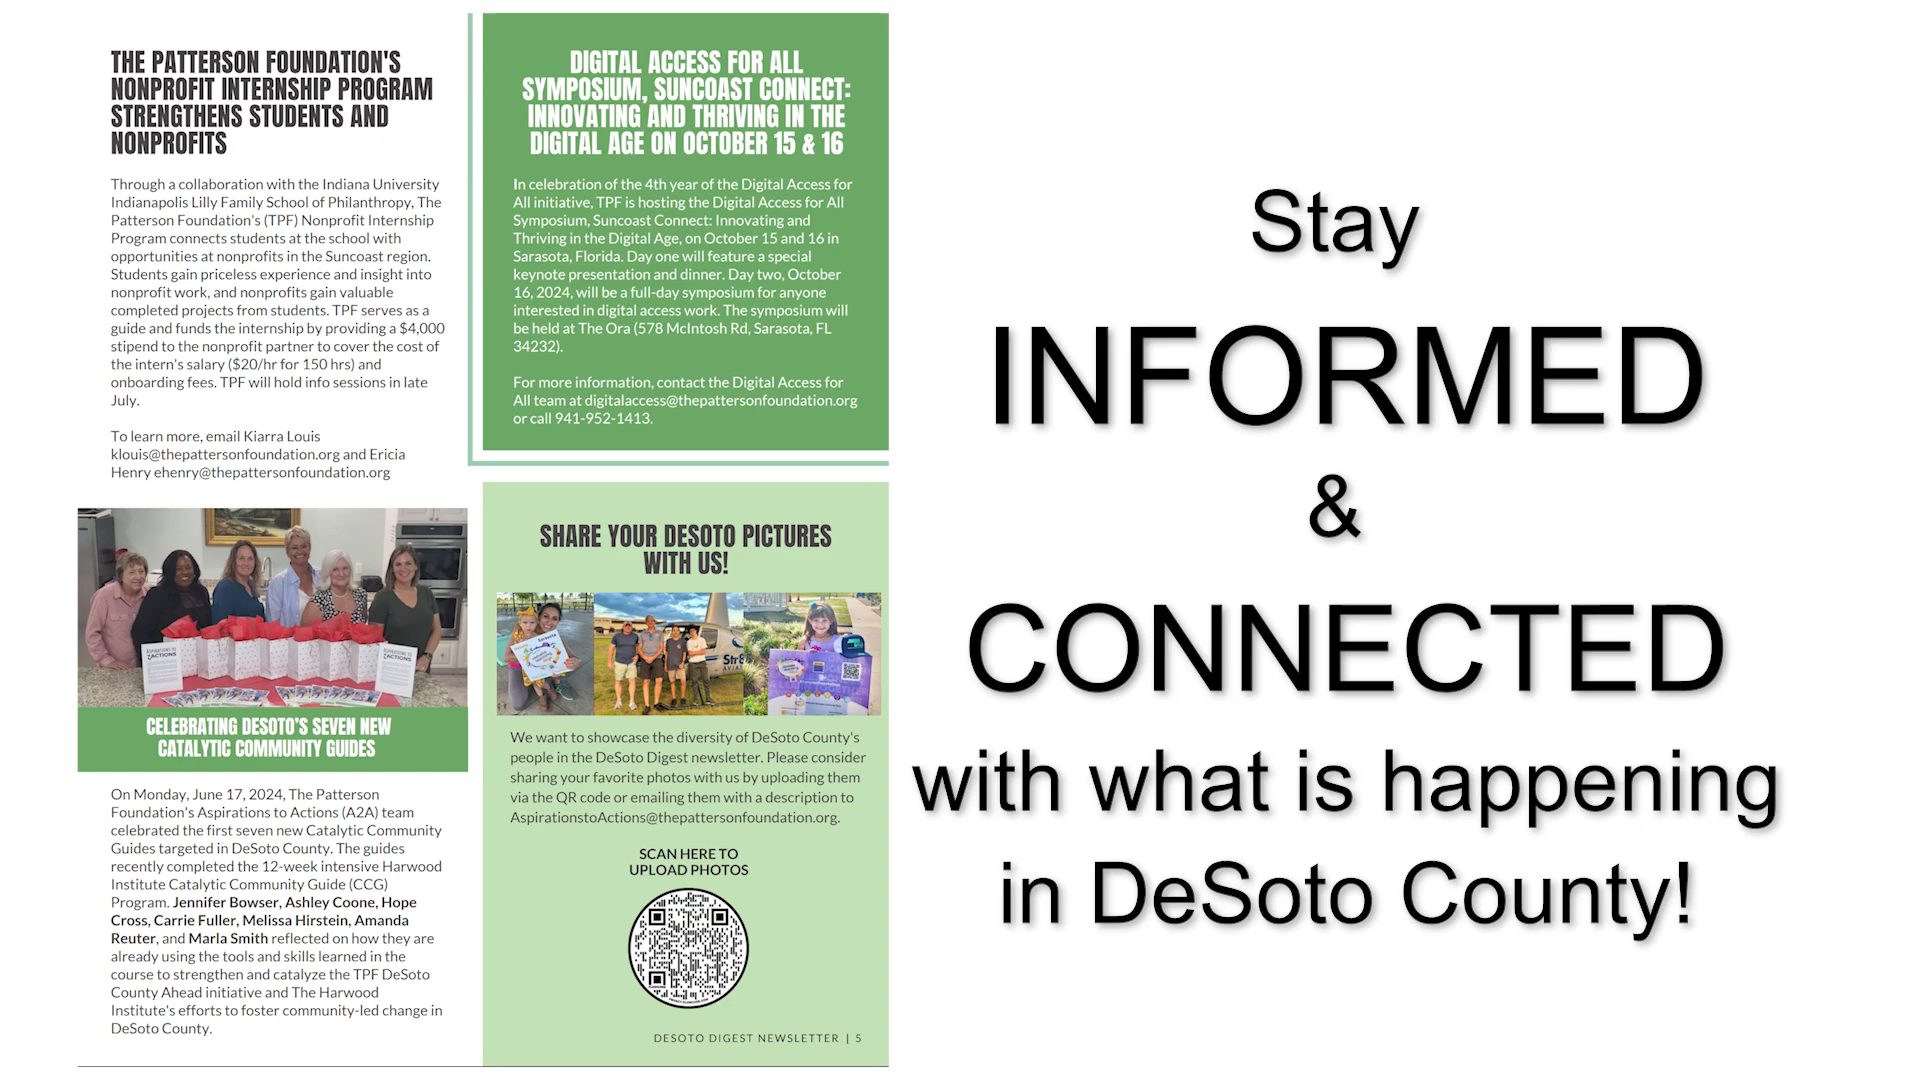 THE PATTERSON FOUNDATION'S
NONPROFIT INTERNSHIP PROGRAM
STRENGTHENS STUDENTS AND
NONPROFITS
Through a collaboration with the Indiana University
Indianapolis Lilly Family School of Philanthropy, The
Patterson Foundation's (TPF) Nonprofit Internship
Program connects students at the school with
opportunities at nonprofits in the Suncoast region.
Students gain priceless experience and insight into
nonprofit work, and nonprofits gain valuable
completed projects from students. TPF serves as a
guide and funds the internship by providing a $4,000
stipend to the nonprofit partner to cover the cost of
the intern's salary ($20/hr for 150 hrs) and
onboarding fees. TPF will hold info sessions in late
July.
To learn more, email Kiarra Louis
klouis@thepattersonfoundation.org and Ericia
Henry ehenry@thepattersonfoundation.org
ASPIRATIONS TO
ACTIONS
ASPIRATIONS TO
ACTIONS
CELEBRATING DESOTO'S SEVEN NEW
CATALYTIC COMMUNITY GUIDES
On Monday, June 17, 2024, The Patterson
Foundation's Aspirations to Actions (A2A) team
celebrated the first seven new Catalytic Community
Guides targeted in DeSoto County. The guides
recently completed the 12-week intensive Harwood
Institute Catalytic Community Guide (CCG)
Program. Jennifer Bowser, Ashley Coone, Hope
Cross, Carrie Fuller, Melissa Hirstein, Amanda
Reuter, and Marla Smith reflected on how they are
already using the tools and skills learned in the
course to strengthen and catalyze the TPF DeSoto
County Ahead initiative and The Harwood
Institute's efforts to foster community-led change in
DeSoto County.
DIGITAL ACCESS FOR ALL
SYMPOSIUM, SUNCOAST CONNECT:
INNOVATING AND THRIVING IN THE
DIGITAL AGE ON OCTOBER 15 & 16
In celebration of the 4th year of the Digital Access for
All initiative, TPF is hosting the Digital Access for All
Symposium, Suncoast Connect: Innovating and
Thriving in the Digital Age, on October 15 and 16 in
Sarasota, Florida. Day one will feature a special
keynote presentation and dinner. Day two, October
16, 2024, will be a full-day symposium for anyone
interested in digital access work. The symposium will
be held at The Ora (578 McIntosh Rd, Sarasota, FL
34232).
For more information, contact the Digital Access for
All team at digitalaccess@thepattersonfoundation.org
or call 941-952-1413.
SHARE YOUR DESOTO PICTURES
WITH US!
We want to showcase the diversity of DeSoto County's
people in the DeSoto Digest newsletter. Please consider
sharing your favorite photos with us by uploading them
via the QR code or emailing them with a description to
AspirationstoActions@thepattersonfoundation.org.
SCAN HERE TO
UPLOAD PHOTOS
DESOTO DIGEST NEWSLETTER | 5
Stay
INFORMED
&
CONNECTED
with what is happening
in DeSoto County!